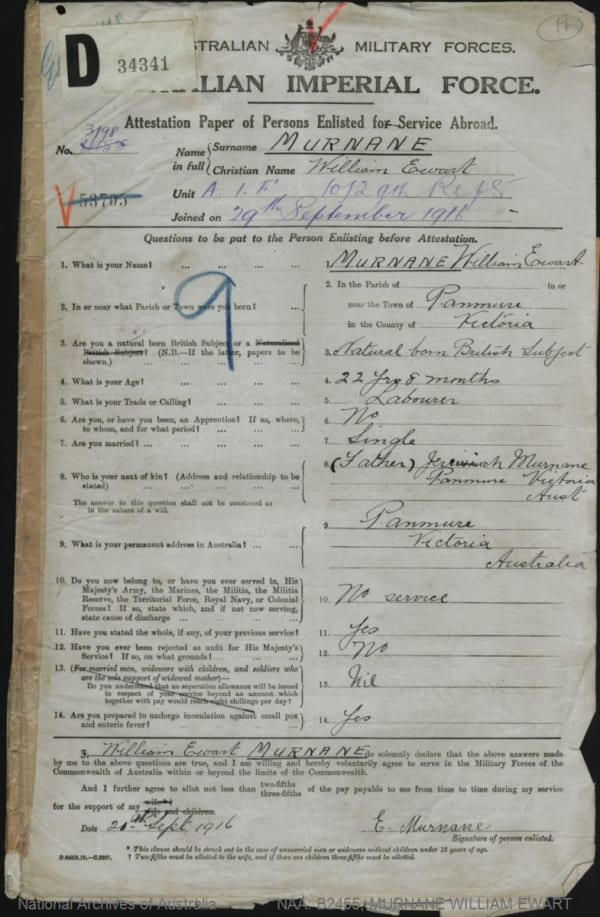 D 34341
AUSTRALIAN MILITARY FORCES.
AUSTRALIAN IMPERIAL FORCE.
Attestation Paper of Persons Enlisted for Service Abroad.
No. 3198
Name in full { Surname MURNANE
Christian Name William Ewart
Unit A.I.F. 10/29th Refs
Joined on 29th September 1916 -
V 53705
Questions to be put to the Person Enlisting before Attestation.
9
1. What is your Name? ... ... ... ... MURNANE William Ewart
2. In or near what Parish or Town were you born? ... 2. In the Parish of in or
near the Town of Panmure
in the County of Victoria
3. Are you a natural born British Subject or a Naturalised
British Subject? (N.B.—If the latter, papers to be
shown.) ... ... ... 3. Natural born British Subject
4. What is your Age? ... ... ... ... 4. 22 yrs 8 months
5. What is your Trade or Calling? ... ... ... 5. Labourer
6. Are you, or have you been, an Apprentice? If so, where,
to whom, and for what period? ... ... 6. No
7. Are you married? ... ... ... ... 7. Single
8. Who is your next of kin? (Address and relationship to be
stated) ... ... ... 8. (Father) Jeremiah Murnane
Panmure Victoria
Aust
The answer to this question shall not be construed as
in the nature of a will.
9. What is your permanent address in Australia? ... ... 9. Panmure
Victoria
Australia
10. Do you now belong to, or have you ever served in, His
Majesty's Army, the Marines, the Militia, the Militia
Reserve, the Territorial Force, Royal Navy, or Colonial
Forces? If so, state which, and if not now serving,
state cause of discharge ... ... ... 10. No service
11. Have you stated the whole, if any, of your previous service? 11. Yes
12. Have you ever been rejected as unfit for His Majesty's
Service? If so, on what grounds? ... ... 12. No
13. (For married men, widowers with children, and soldiers who
are the sole support of widowed mother)—
Do you understand that no separation allowance will be issued
in respect of your service beyond an amount which
together with pay would reach eight shillings per day? 13. Nil
14. Are you prepared to undergo inoculation against small pox
and enteric fever? ... ... ... 14. Yes
I, William Ewart MURNANE do solemnly declare that the above answers made
by me to the above questions are true, and I am willing and hereby voluntarily agree to serve in the Military Forces of the
Commonwealth of Australia within or beyond the limits of the Commonwealth.
And I further agree to allot not less than two-fifths three-fifths of the pay payable to me from time to time during my service
for the support of my wife* wife and children.
Date Sept 1916 E. Murnane
Signature of person enlisted.
* This clause should be struck out in the case of unmarried men or widowers without children under 18 years of age.
† Two-fifths must be allotted to the wife, and if there are children three-fifths must be allotted.
National Archives of Australia NAA: B2455, MURNANE WILLIAM EWART